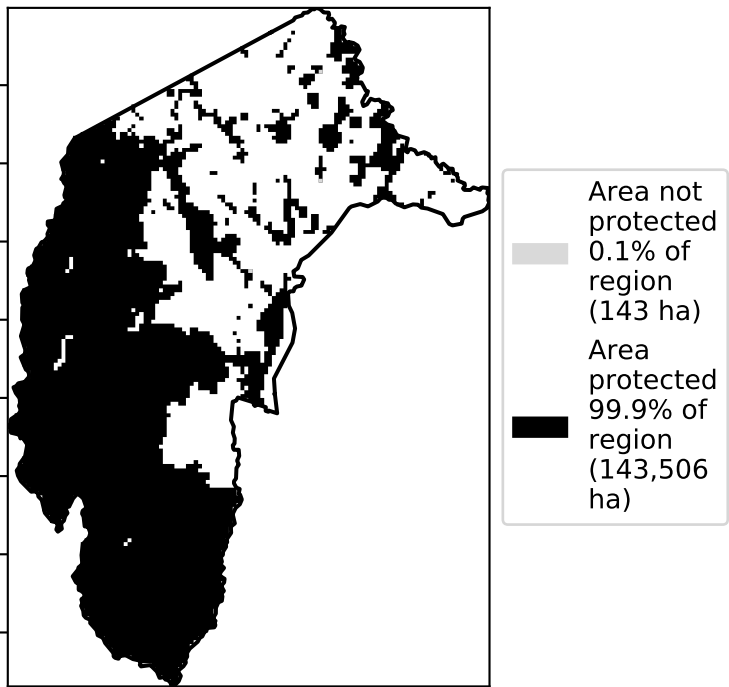 Area not
protected
0.1% of
region
(143 ha)
Area
protected
99.9% of
region
(143,506
ha)